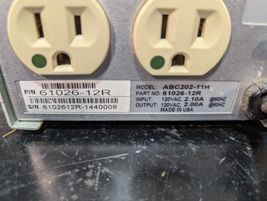 P/N 61026-12R
S/N 6102612R-1440009
MODEL: ABC202-11H
PART NO: 61026-12R
INPUT: 120VAC, 2.10A @60HZ
OUTPUT: 120VAC, 2.00A @60HZ
MADE IN USA